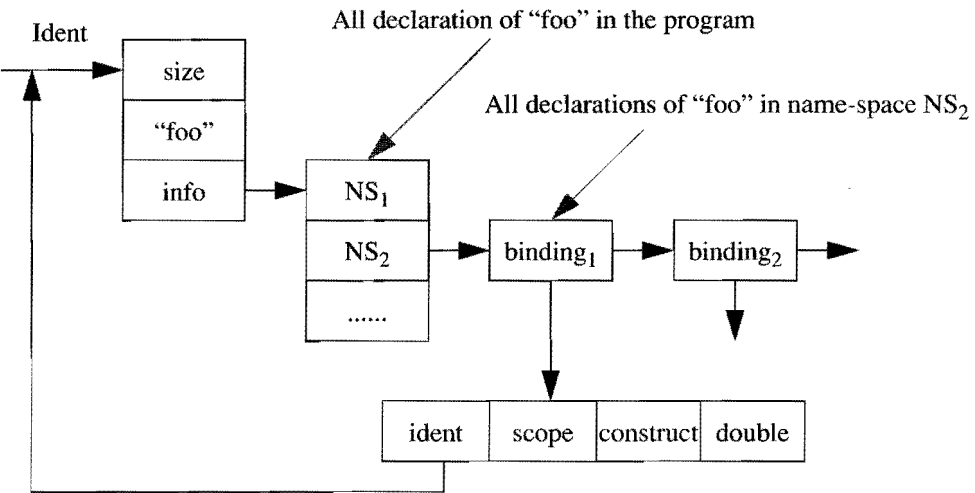 All declaration of “foo” in the program
Ident
size
All declarations of “foo” in name-space NS₂
“foo”
info
NS₁
NS₂
binding₁
binding₂
......
ident
scope
construct
double